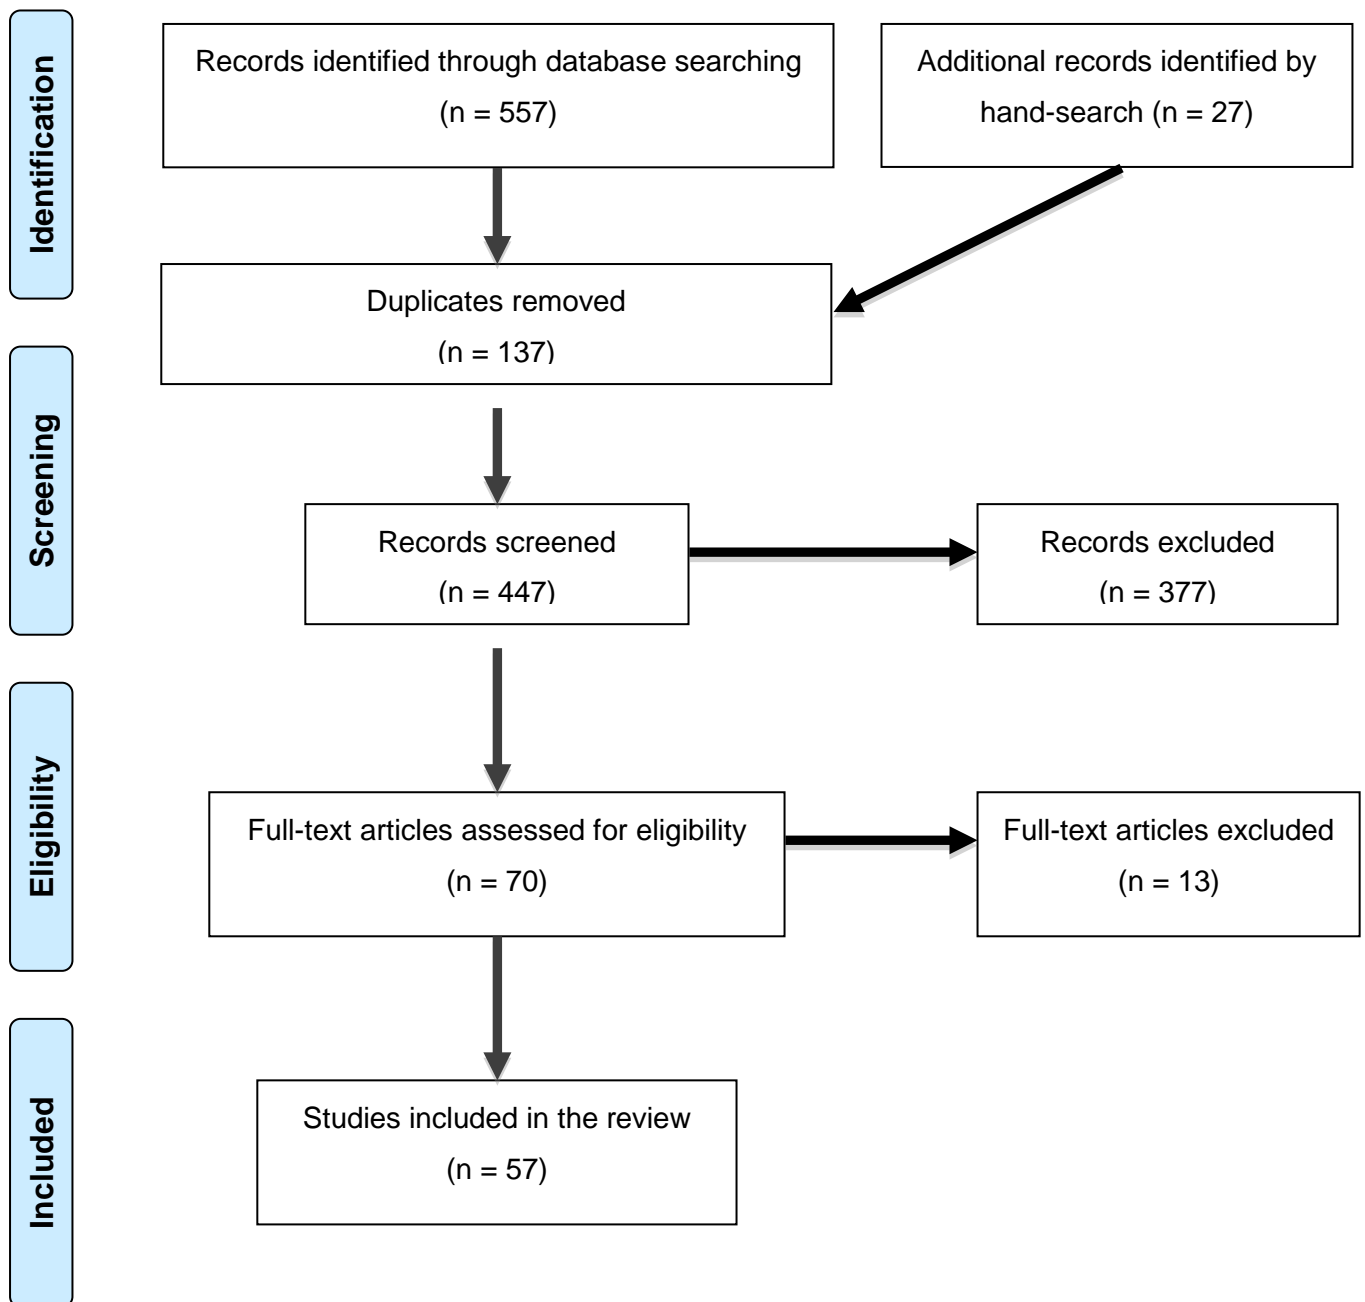 Identification
Records identified through database searching
(n = 557)
Additional records identified by
hand-search (n = 27)
Duplicates removed
(n = 137)
Screening
Records screened
(n = 447)
Records excluded
(n = 377)
Eligibility
Full-text articles assessed for eligibility
(n = 70)
Full-text articles excluded
(n = 13)
Included
Studies included in the review
(n = 57)